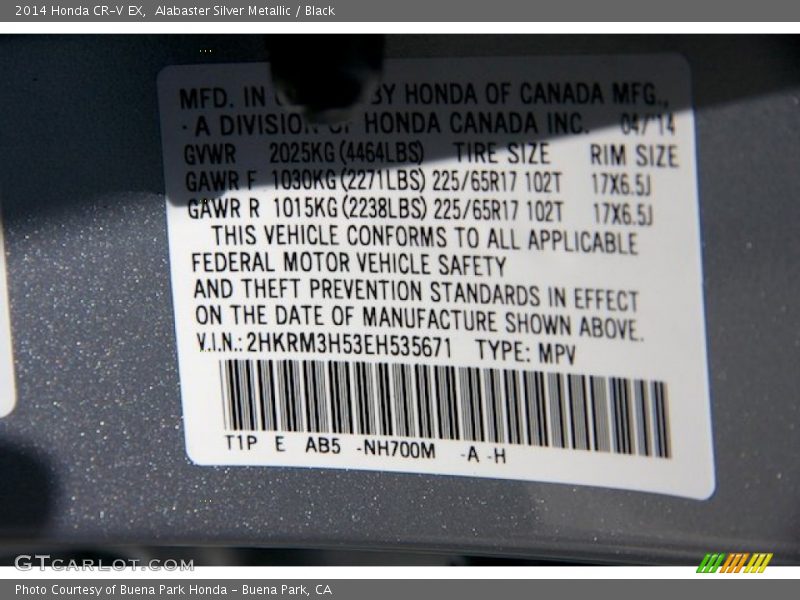 2014 Honda CR-V EX, Alabaster Silver Metallic / Black
MFD. IN BY HONDA OF CANADA MFG.,
A DIVISION OF HONDA CANADA INC. 04/14
GVWR 2025KG(4464LBS) TIRE SIZE RIM SIZE
GAWR F 1030KG(2271LBS) 225/65R17 102T 17X6.5J
GAWR R 1015KG(2238LBS) 225/65R17 102T 17X6.5J
THIS VEHICLE CONFORMS TO ALL APPLICABLE
FEDERAL MOTOR VEHICLE SAFETY
AND THEFT PREVENTION STANDARDS IN EFFECT
ON THE DATE OF MANUFACTURE SHOWN ABOVE.
V.I.N.: 2HKRM3H53EH535671 TYPE: MPV
T1P E AB5 -NH700M -A -H
GTCARLOT.COM
Photo Courtesy of Buena Park Honda - Buena Park, CA